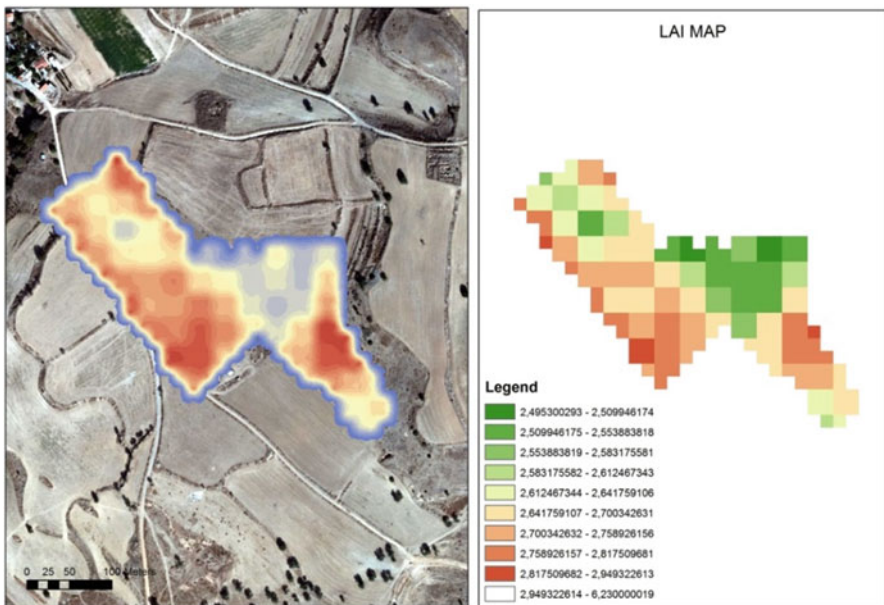 LAI MAP
Legend
2,495300293 - 2,509946174
2,509946175 - 2,553883818
2,553883819 - 2,583175581
2,583175582 - 2,612467343
2,612467344 - 2,641759106
2,641759107 - 2,700342631
2,700342632 - 2,758926156
2,758926157 - 2,817509681
2,817509682 - 2,949322613
2,949322614 - 6,230000019
0 25 50 100 Meters